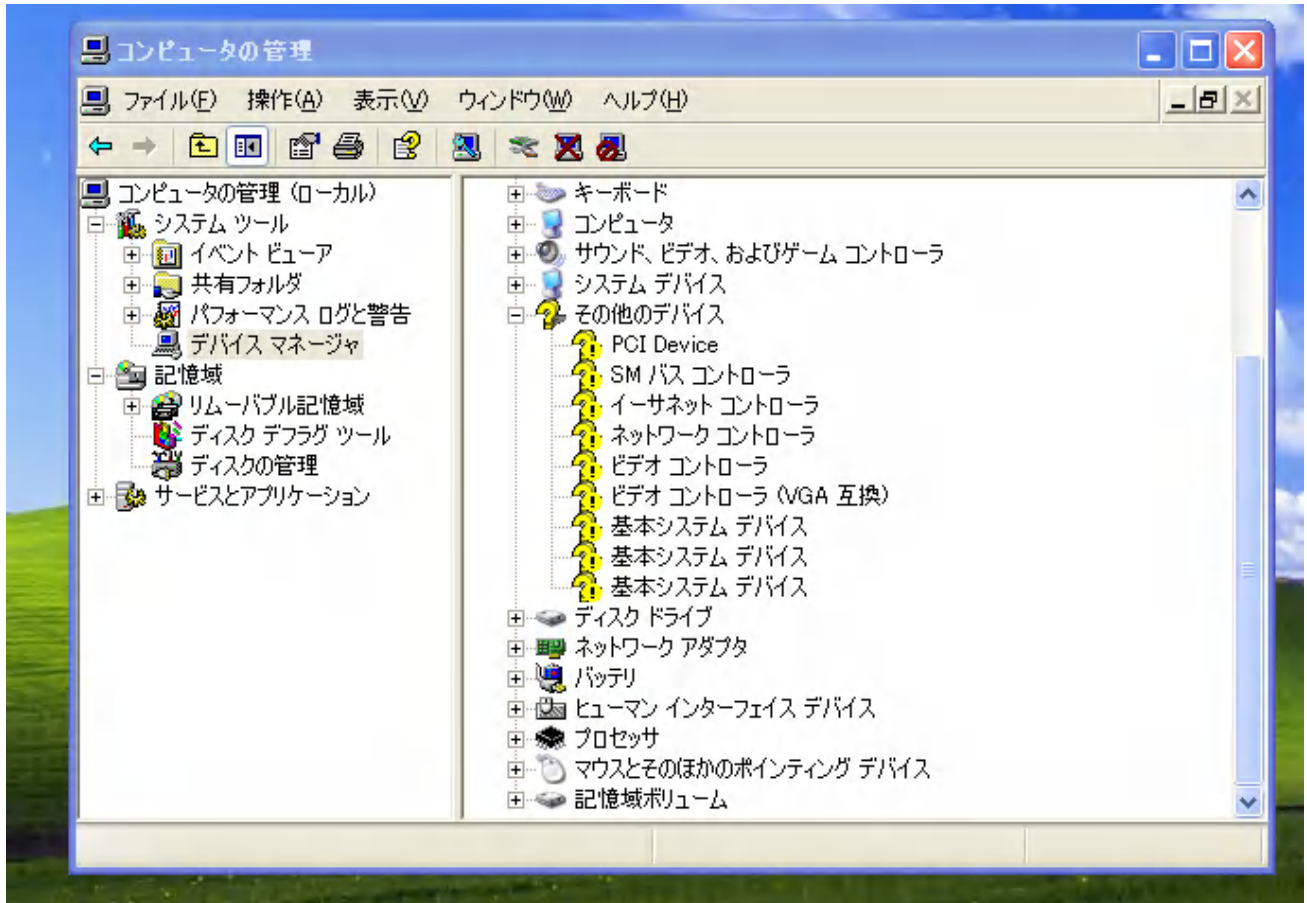 コンピュータの管理
ファイル(F) 操作(A) 表示(V) ウィンドウ(W) ヘルプ(H)
コンピュータの管理 (ローカル)
システム ツール
イベント ビューア
共有フォルダ
パフォーマンス ログと警告
デバイス マネージャ
記憶域
リムーバブル記憶域
ディスク デフラグ ツール
ディスクの管理
サービスとアプリケーション
キーボード
コンピュータ
サウンド、ビデオ、およびゲーム コントローラ
システム デバイス
その他のデバイス
PCI Device
SM バス コントローラ
イーサネット コントローラ
ネットワーク コントローラ
ビデオ コントローラ
ビデオ コントローラ (VGA 互換)
基本システム デバイス
基本システム デバイス
基本システム デバイス
ディスク ドライブ
ネットワーク アダプタ
バッテリ
ヒューマン インターフェイス デバイス
プロセッサ
マウスとそのほかのポインティング デバイス
記憶域ボリューム